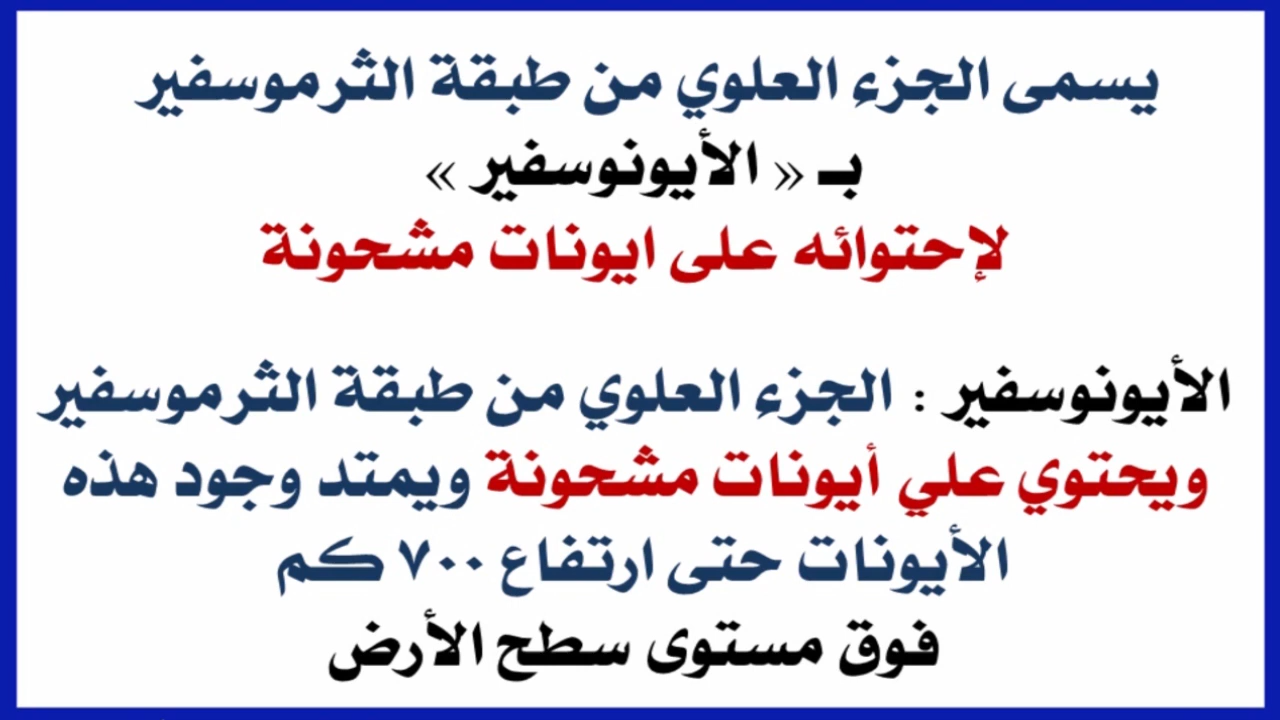 يسمى الجزء العلوي من طبقة الثرموسفير
بـ « الأيونوسفير »
لإحتوائه على ايونات مشحونة
الأيونوسفير : الجزء العلوي من طبقة الثرموسفير
ويحتوي علي أيونات مشحونة ويمتد وجود هذه
الأيونات حتى ارتفاع ٧٠٠ كم
فوق مستوى سطح الأرض